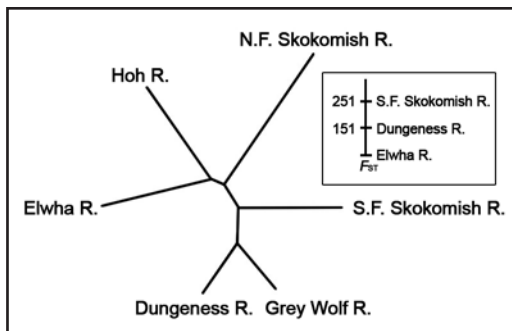 N.F. Skokomish R.
Hoh R.
251 S.F. Skokomish R.
151 Dungeness R.
Elwha R.
FST
Elwha R.
S.F. Skokomish R.
Dungeness R. Grey Wolf R.